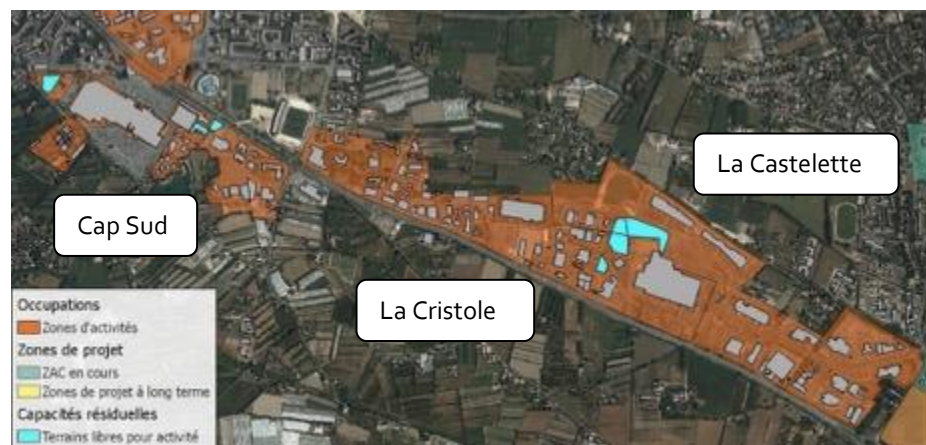 La Castelette
Cap Sud
La Cristole
Occupations
Zones d'activités
Zones de projet
ZAC en cours
Zones de projet à long terme
Capacités résiduelles
Terrains libres pour activité